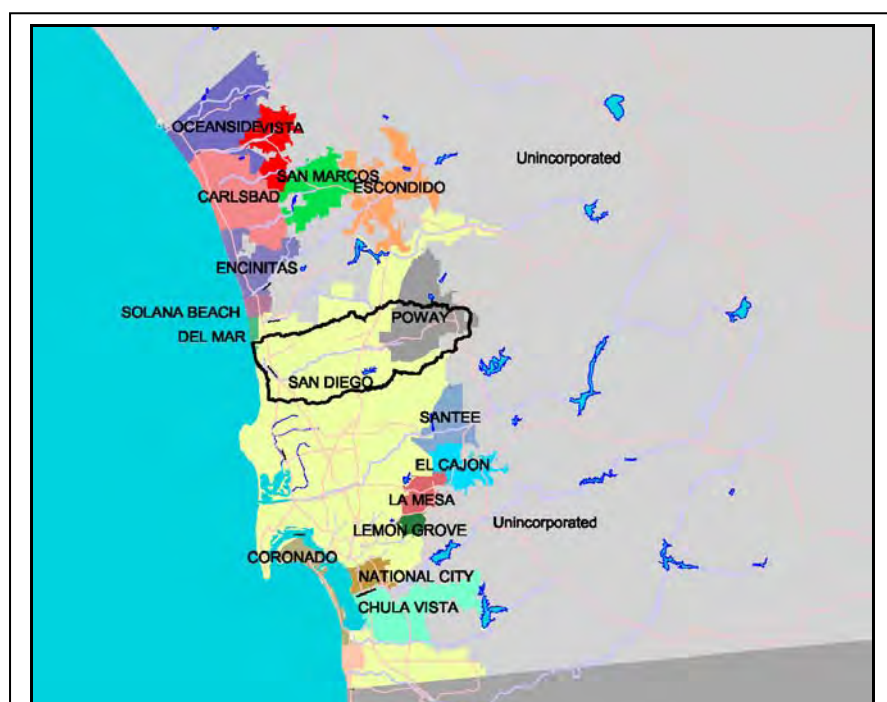 OCEANSIDE
VISTA
Unincorporated
SAN MARCOS
ESCONDIDO
CARLSBAD
ENCINITAS
SOLANA BEACH
POWAY
DEL MAR
SAN DIEGO
SANTEE
EL CAJON
LA MESA
Unincorporated
LEMON GROVE
CORONADO
NATIONAL CITY
CHULA VISTA